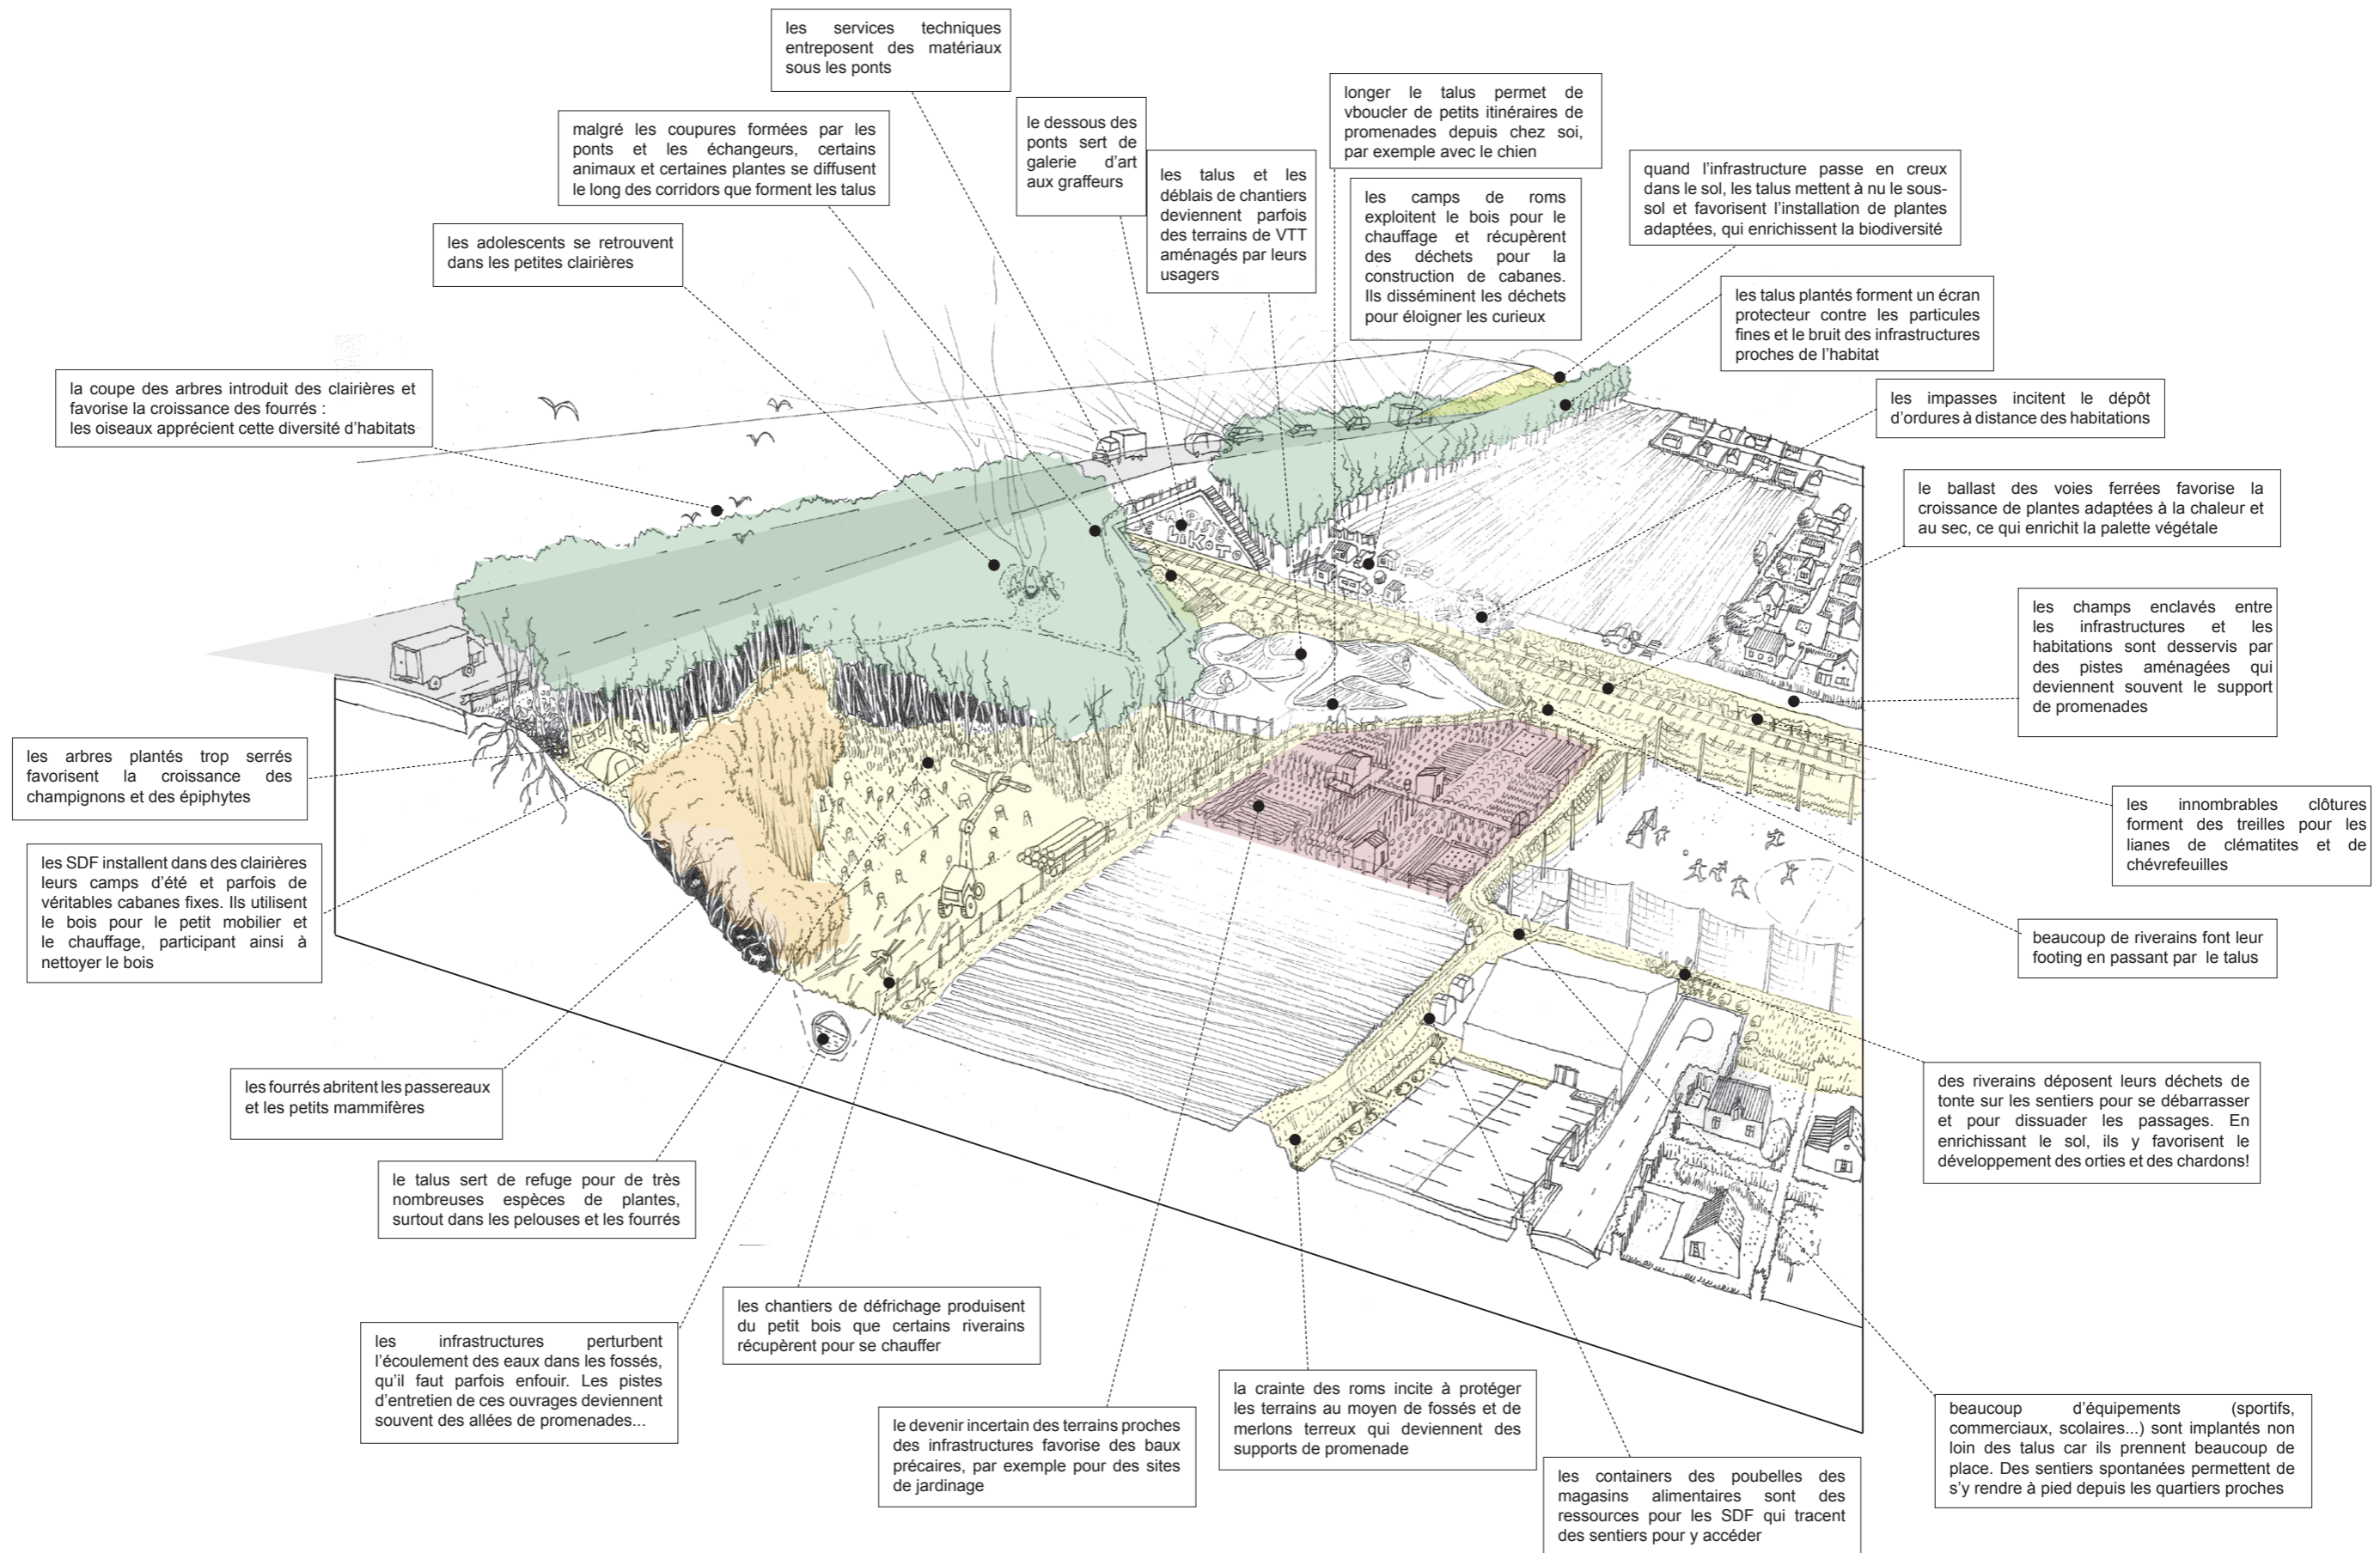 les services techniques
entreposent des matériaux
sous les ponts
malgré les coupures formées par les
ponts et les échangeurs, certains
animaux et certaines plantes se diffusent
le long des corridors que forment les talus
le dessous des
ponts sert de
galerie d'art
aux graffeurs
longer le talus permet de
vboucler de petits itinéraires de
promenades depuis chez soi,
par exemple avec le chien
les talus et les
déblais de chantiers
deviennent parfois
des terrains de VTT
aménagés par leurs
usagers
les camps de roms
exploitent le bois pour le
chauffage et récupèrent
des déchets pour la
construction de cabanes.
Ils disséminent les déchets
pour éloigner les curieux
quand l'infrastructure passe en creux
dans le sol, les talus mettent à nu le sous-
sol et favorisent l'installation de plantes
adaptées, qui enrichissent la biodiversité
les adolescents se retrouvent
dans les petites clairières
les talus plantés forment un écran
protecteur contre les particules
fines et le bruit des infrastructures
proches de l'habitat
la coupe des arbres introduit des clairières et
favorise la croissance des fourrés :
les oiseaux apprécient cette diversité d'habitats
les impasses incitent le dépôt
d'ordures à distance des habitations
le ballast des voies ferrées favorise la
croissance de plantes adaptées à la chaleur et
au sec, ce qui enrichit la palette végétale
LIKOTO
les champs enclavés entre
les infrastructures et les
habitations sont desservis par
des pistes aménagées qui
deviennent souvent le support
de promenades
les arbres plantés trop serrés
favorisent la croissance des
champignons et des épiphytes
les innombrables clôtures
forment des treilles pour les
lianes de clématites et de
chévrefeuilles
les SDF installent dans des clairières
leurs camps d'été et parfois de
véritables cabanes fixes. Ils utilisent
le bois pour le petit mobilier et
le chauffage, participant ainsi à
nettoyer le bois
beaucoup de riverains font leur
footing en passant par le talus
les fourrés abritent les passereaux
et les petits mammifères
des riverains déposent leurs déchets de
tonte sur les sentiers pour se débarrasser
et pour dissuader les passages. En
enrichissant le sol, ils y favorisent le
développement des orties et des chardons!
le talus sert de refuge pour de très
nombreuses espèces de plantes,
surtout dans les pelouses et les fourrés
les chantiers de défrichage produisent
du petit bois que certains riverains
récupèrent pour se chauffer
les infrastructures perturbent
l'écoulement des eaux dans les fossés,
qu'il faut parfois enfouir. Les pistes
d'entretien de ces ouvrages deviennent
souvent des allées de promenades...
la crainte des roms incite à protéger
les terrains au moyen de fossés et de
merlons terreux qui deviennent des
supports de promenade
le devenir incertain des terrains proches
des infrastructures favorise des baux
précaires, par exemple pour des sites
de jardinage
beaucoup d'équipements (sportifs,
commerciaux, scolaires...) sont implantés non
loin des talus car ils prennent beaucoup de
place. Des sentiers spontanées permettent de
s'y rendre à pied depuis les quartiers proches
les containers des poubelles des
magasins alimentaires sont des
ressources pour les SDF qui tracent
des sentiers pour y accéder